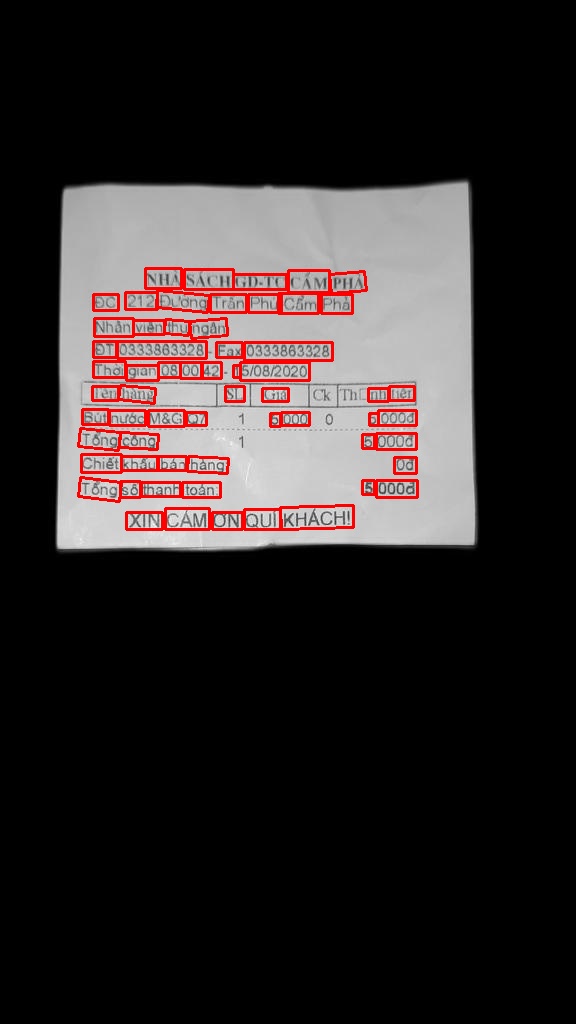 NHÀ SÁCH GD-TC CẨM PHẢ
ĐC 212 Đường Trần Phú Cẩm Phả
Nhân viên thu ngân
ĐT 0333863328 - Fax 0333863328
Thời gian 08:00:42 - 15/08/2020
Tên hàng SL Giá Ck Th□nh tiền
Bút nước M&G Q7 1 5.000 0 5.000đ
Tổng cộng 1 5.000đ
Chiết khấu bán hàng: 0đ
Tổng số thanh toán: 5.000đ
XIN CÁM ƠN QUÍ KHÁCH!